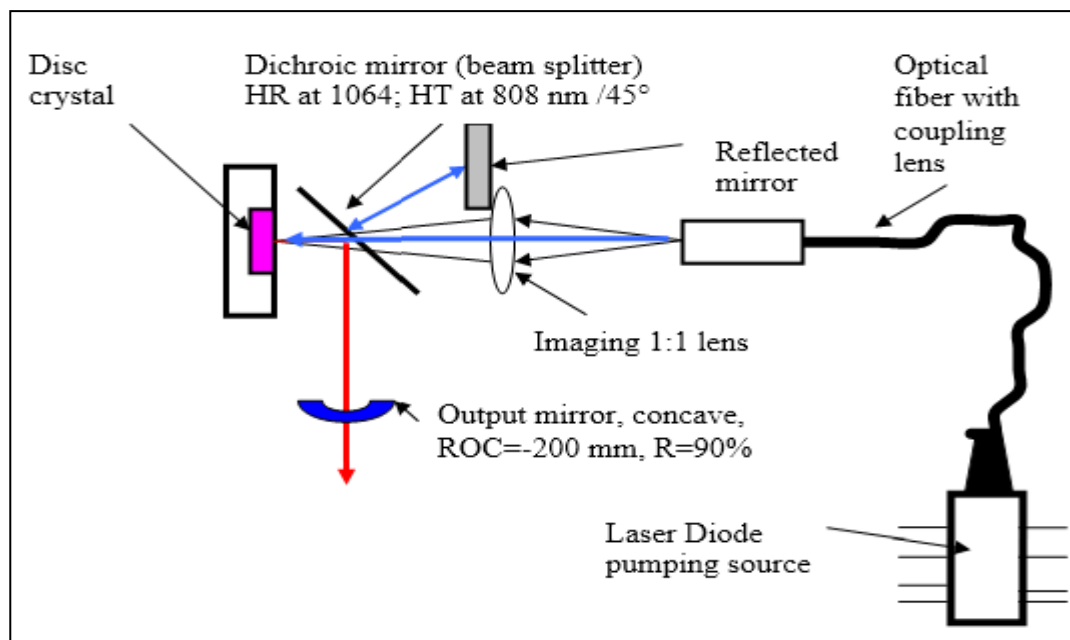 Disc
crystal
Dichroic mirror (beam splitter)
HR at 1064; HT at 808 nm /45°
Optical
fiber with
coupling
lens
Reflected
mirror
Imaging 1:1 lens
Output mirror, concave,
ROC=-200 mm, R=90%
Laser Diode
pumping source